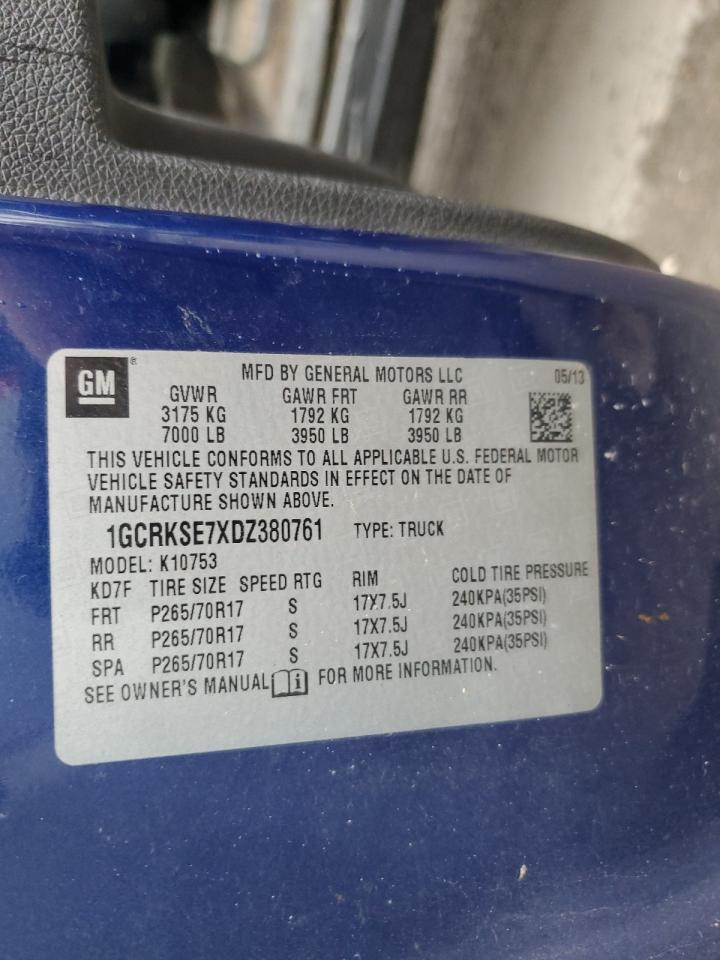 GM ®
MFD BY GENERAL MOTORS LLC 05/13
GVWR GAWR FRT GAWR RR
3175 KG 1792 KG 1792 KG
7000 LB 3950 LB 3950 LB
THIS VEHICLE CONFORMS TO ALL APPLICABLE U.S. FEDERAL MOTOR
VEHICLE SAFETY STANDARDS IN EFFECT ON THE DATE OF
MANUFACTURE SHOWN ABOVE.
1GCRKSE7XDZ380761 TYPE: TRUCK
MODEL: K10753
KD7F TIRE SIZE SPEED RTG RIM COLD TIRE PRESSURE
FRT P265/70R17 S 17X7.5J 240KPA(35PSI)
RR P265/70R17 S 17X7.5J 240KPA(35PSI)
SPA P265/70R17 S 17X7.5J 240KPA(35PSI)
SEE OWNER'S MANUAL FOR MORE INFORMATION.